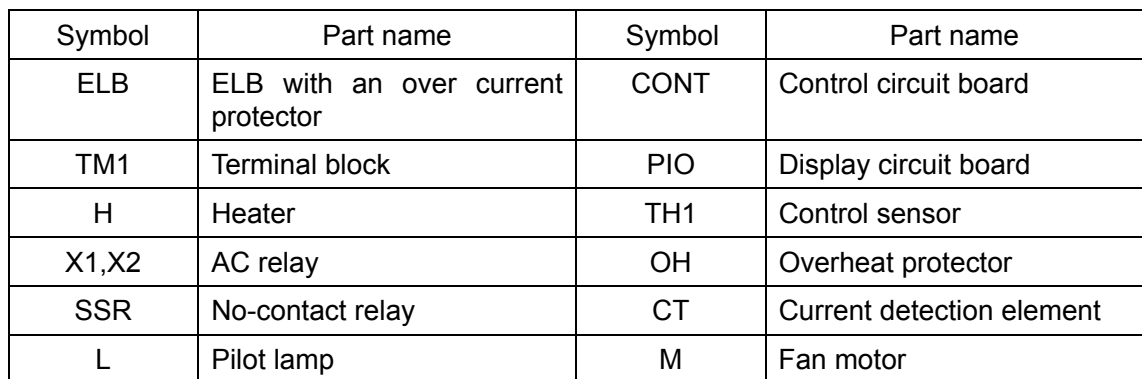 Symbol Part name Symbol Part name
ELB ELB with an over current CONT Control circuit board
protector
TM1 Terminal block PIO Display circuit board
H Heater TH1 Control sensor
X1,X2 AC relay OH Overheat protector
SSR No-contact relay CT Current detection element
L Pilot lamp M Fan motor